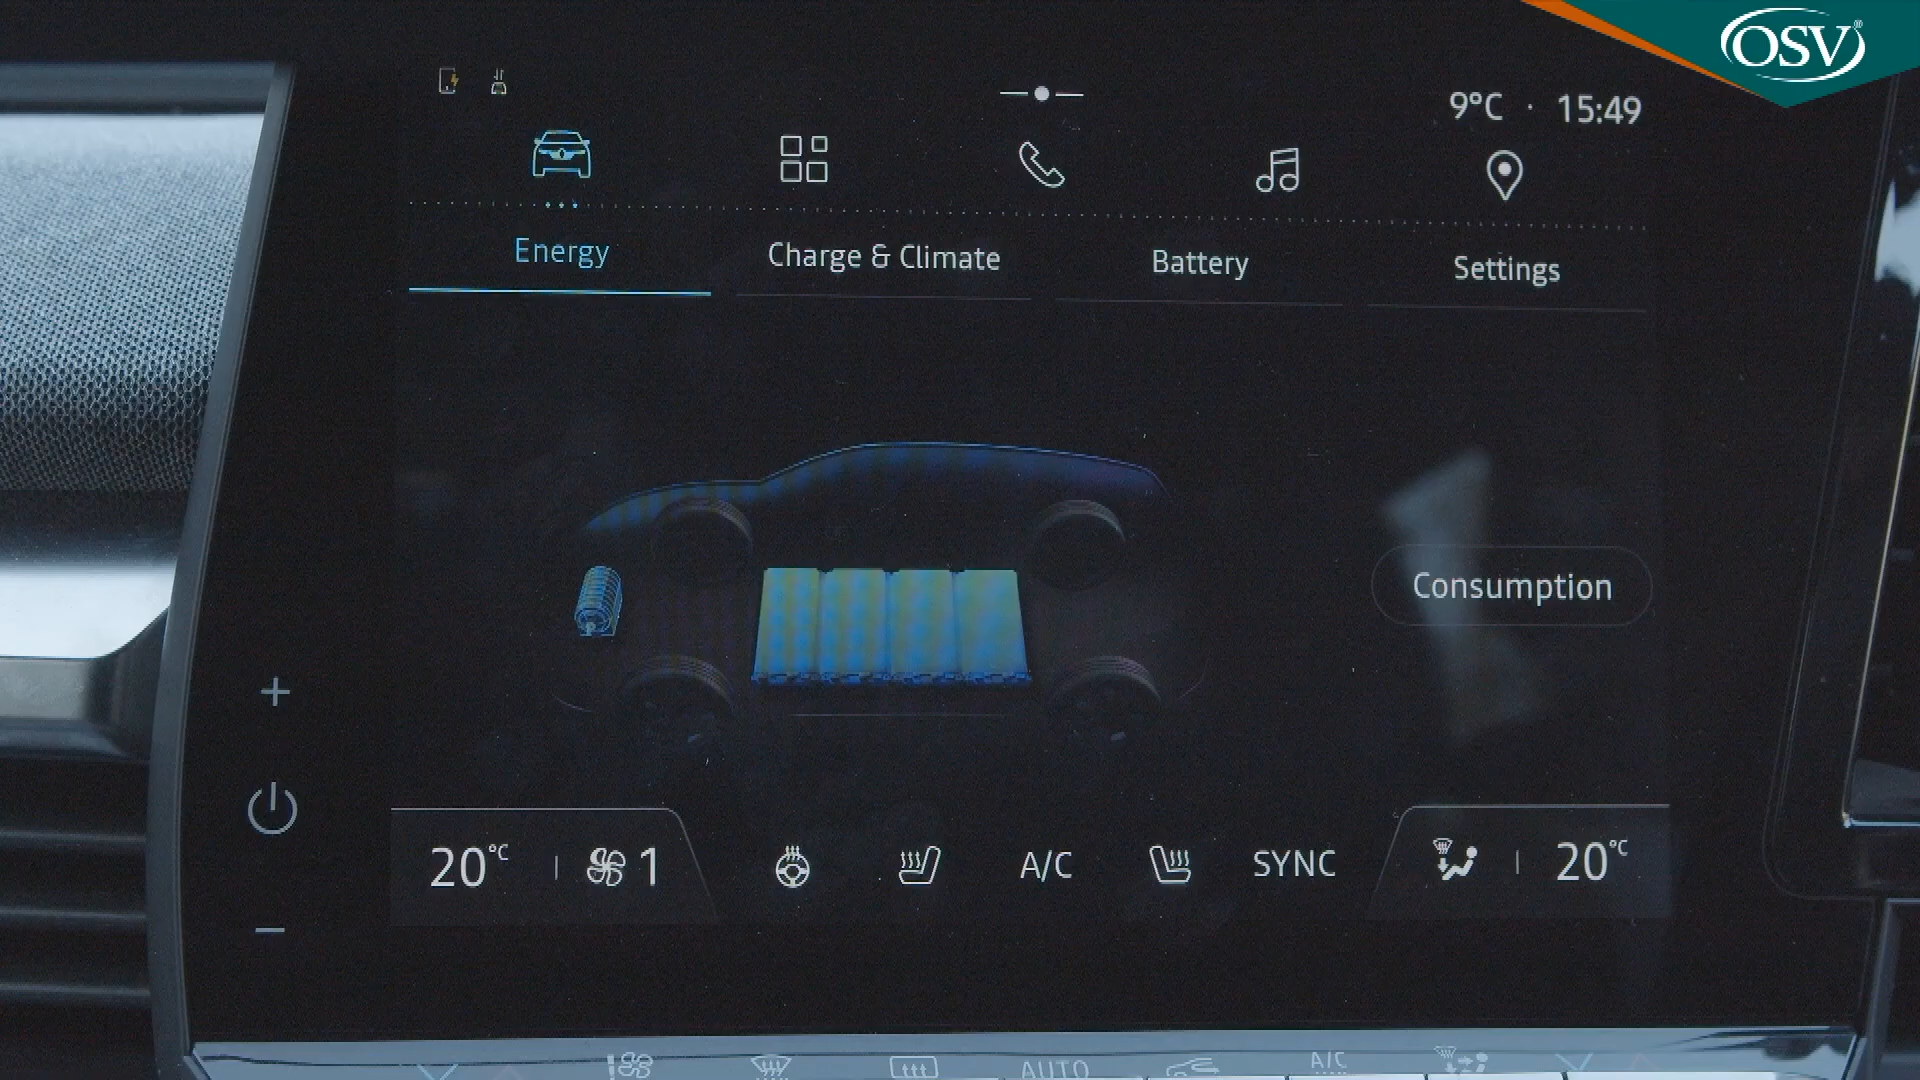 OSV®
9°C · 15:49
Energy Charge & Climate Battery Settings
Consumption
20°C | 1 A/C SYNC | 20°C
AUTO A/C